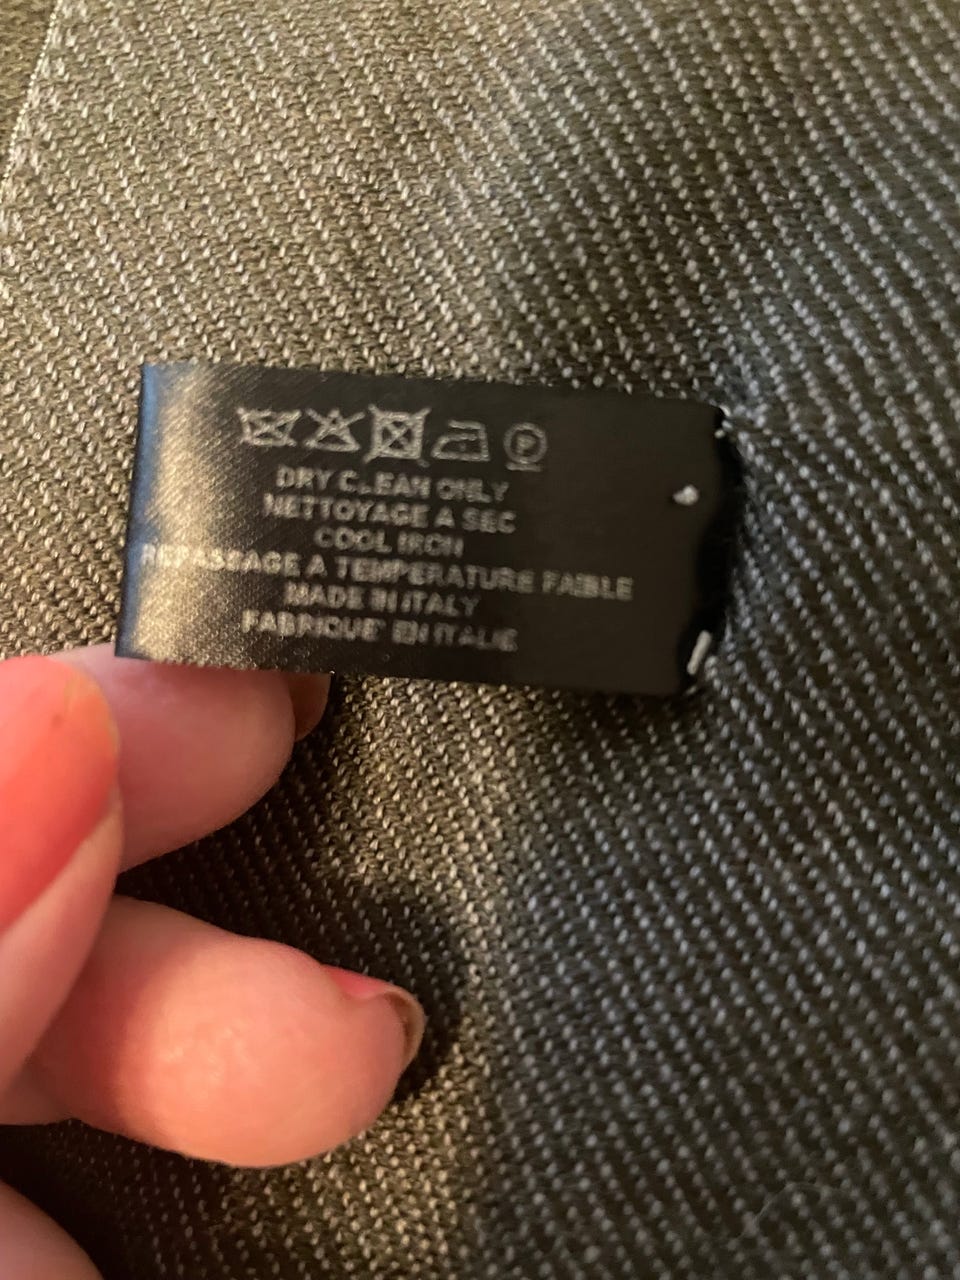 P
DRY CLEAN ONLY
NETTOYAGE A SEC
COOL IRON
REPASSAGE A TEMPERATURE FAIBLE
MADE IN ITALY
FABRIQUE' EN ITALIE